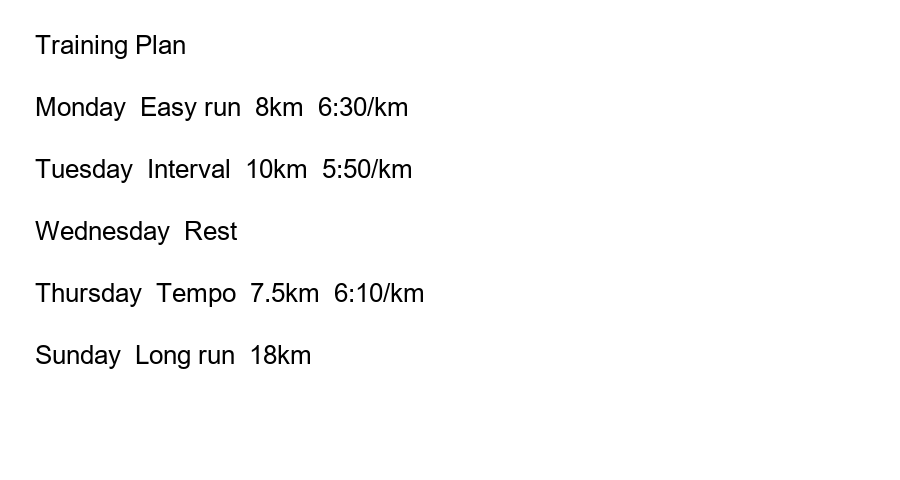 Training Plan
Monday  Easy run  8km  6:30/km
Tuesday  Interval  10km  5:50/km
Wednesday  Rest
Thursday  Tempo  7.5km  6:10/km
Sunday  Long run  18km